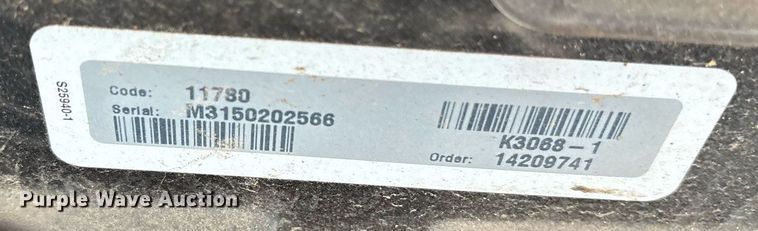 S25940-1
Code: 11780
Serial: M3150202566
K3068-1
Order: 14209741
Purple Wave Auction